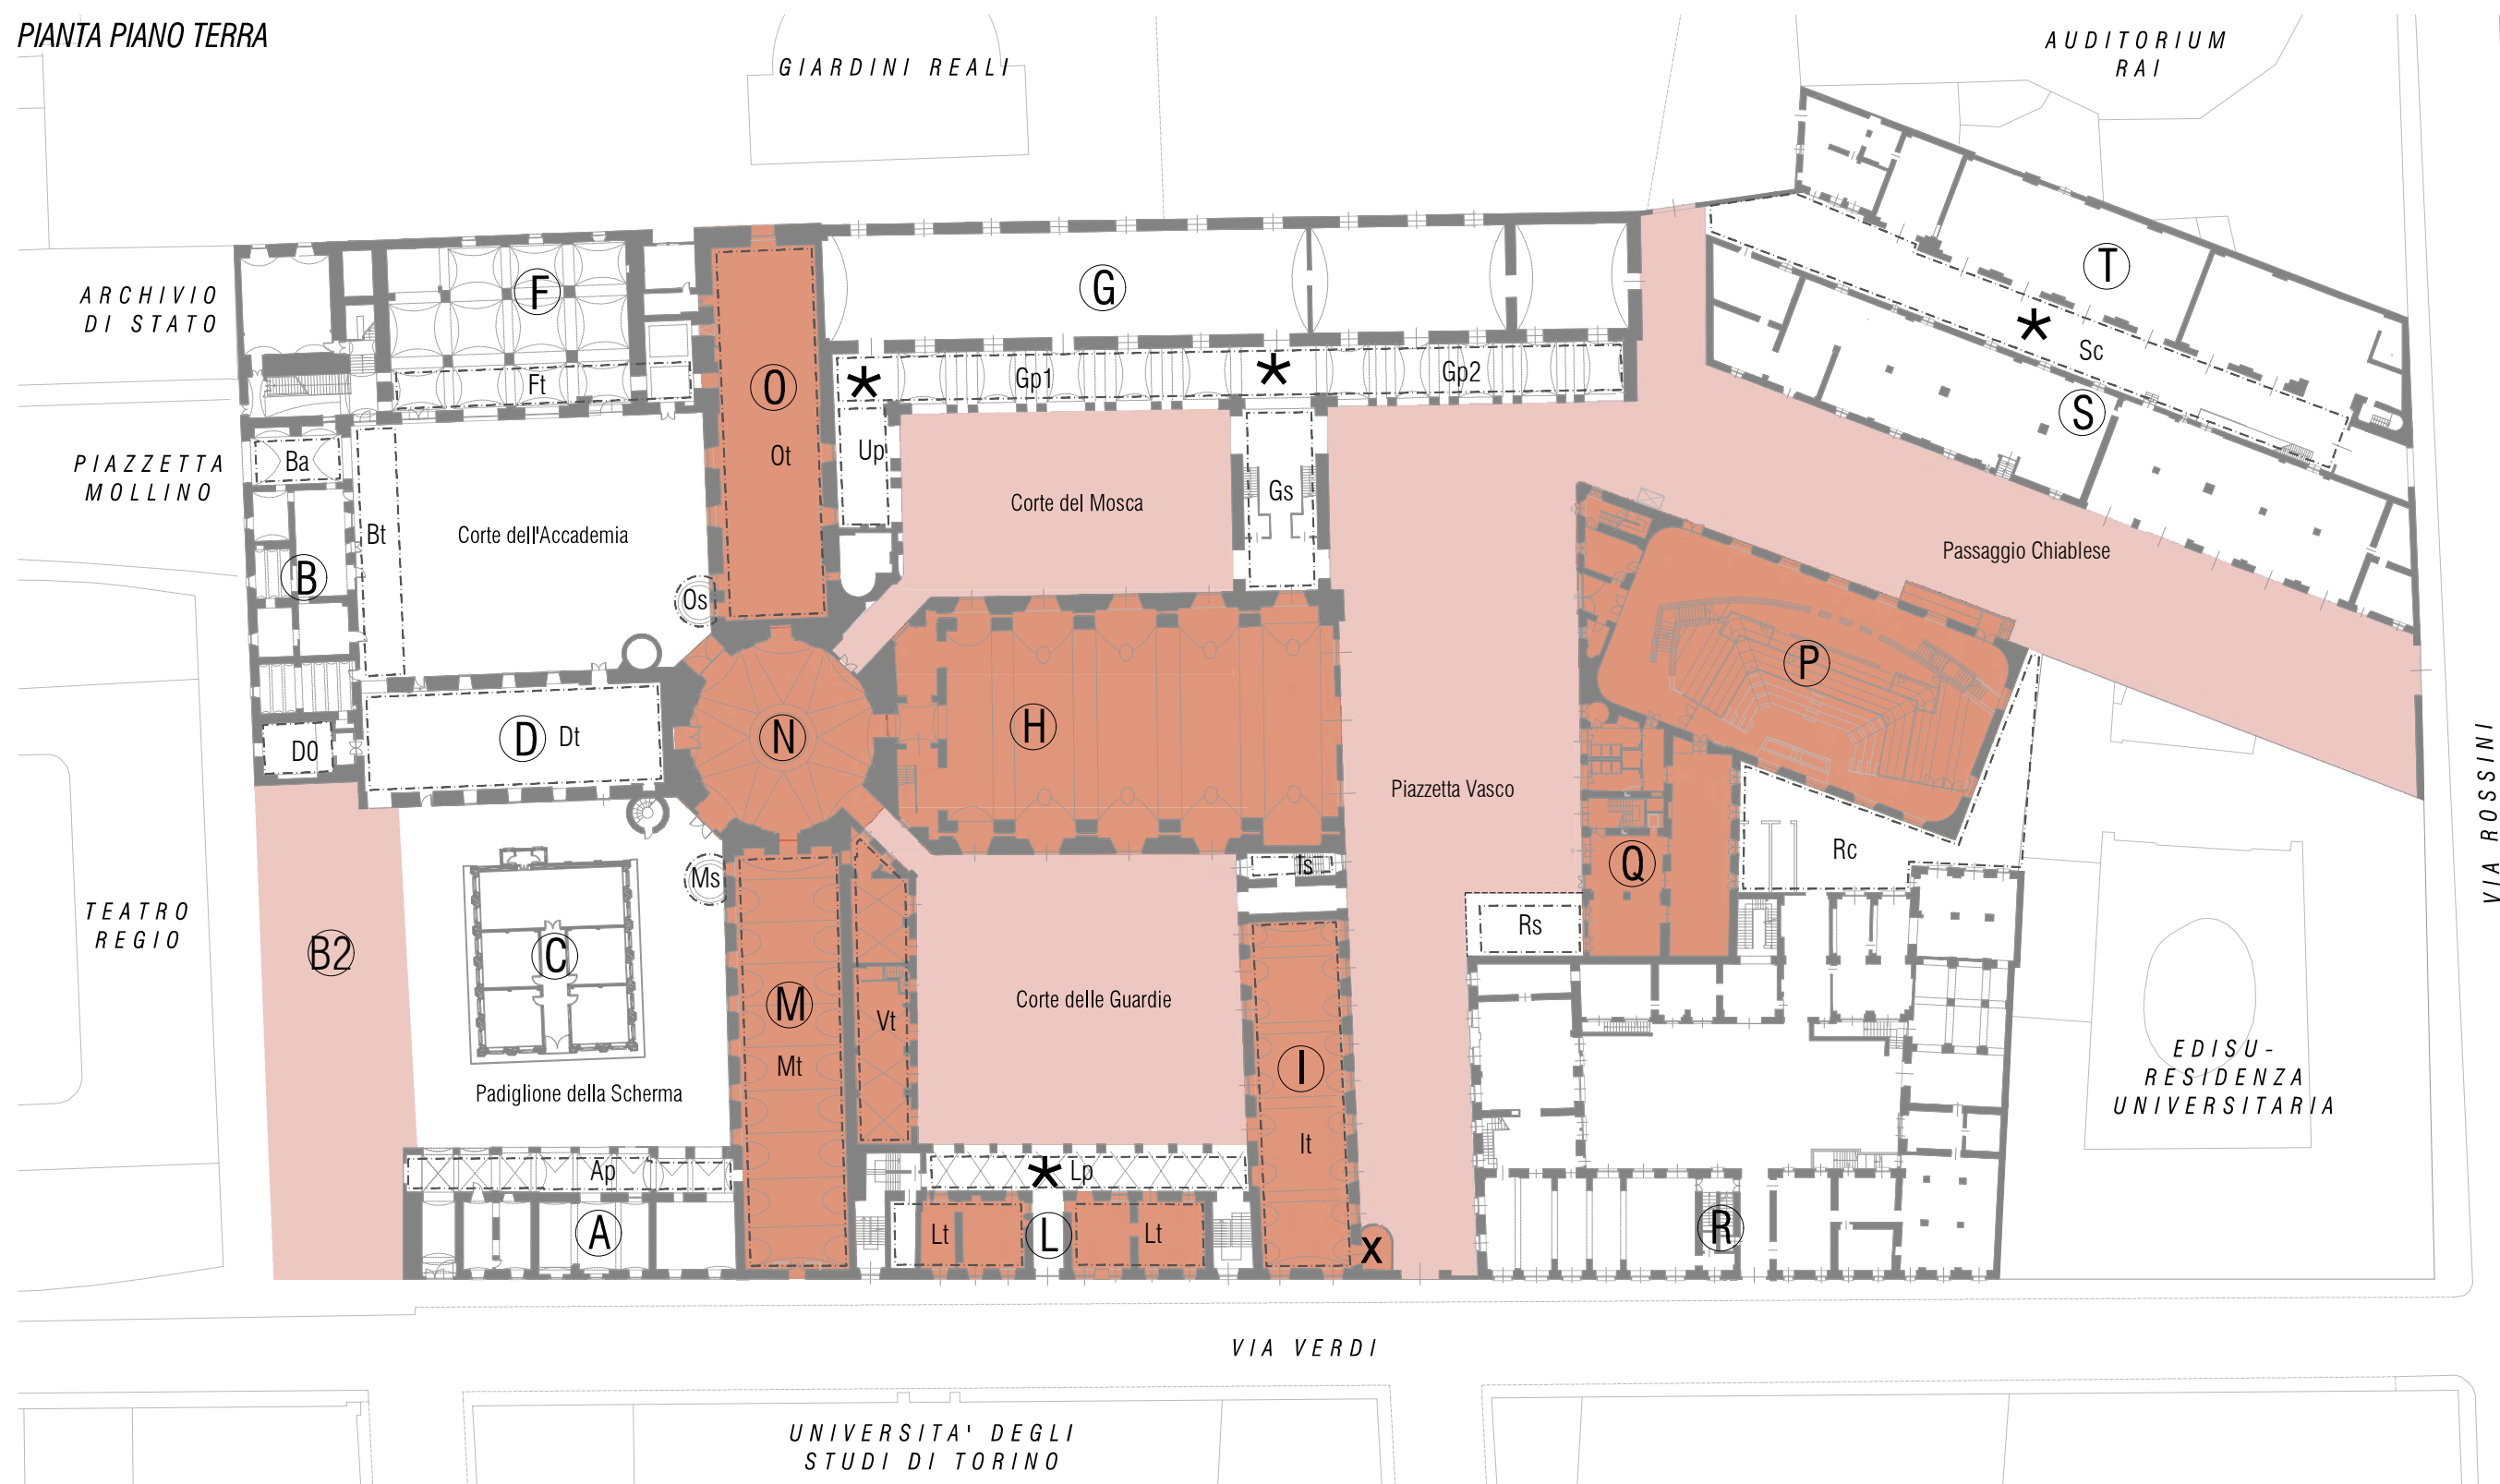 PIANTA PIANO TERRA
GIARDINI REALI
AUDITORIUM
RAI
ARCHIVIO
DI STATO
F
Ft
O
Ot
G
*
Gp1
*
Gp2
T
*
Sc
S
PIAZZETTA
MOLLINO
Ba
Bt
B
Corte dell'Accademia
Os
Up
Corte del Mosca
Gs
Passaggio Chiablese
P
D0
D
Dt
N
H
Piazzetta Vasco
VIA ROSSINI
TEATRO
REGIO
B2
C
Padiglione della Scherma
Ms
M
Mt
Vt
Corte delle Guardie
Is
I
It
Rs
Q
Rc
EDISU-
RESIDENZA
UNIVERSITARIA
Ap
A
*
Lp
Lt
L
Lt
x
R
VIA VERDI
UNIVERSITA' DEGLI
STUDI DI TORINO